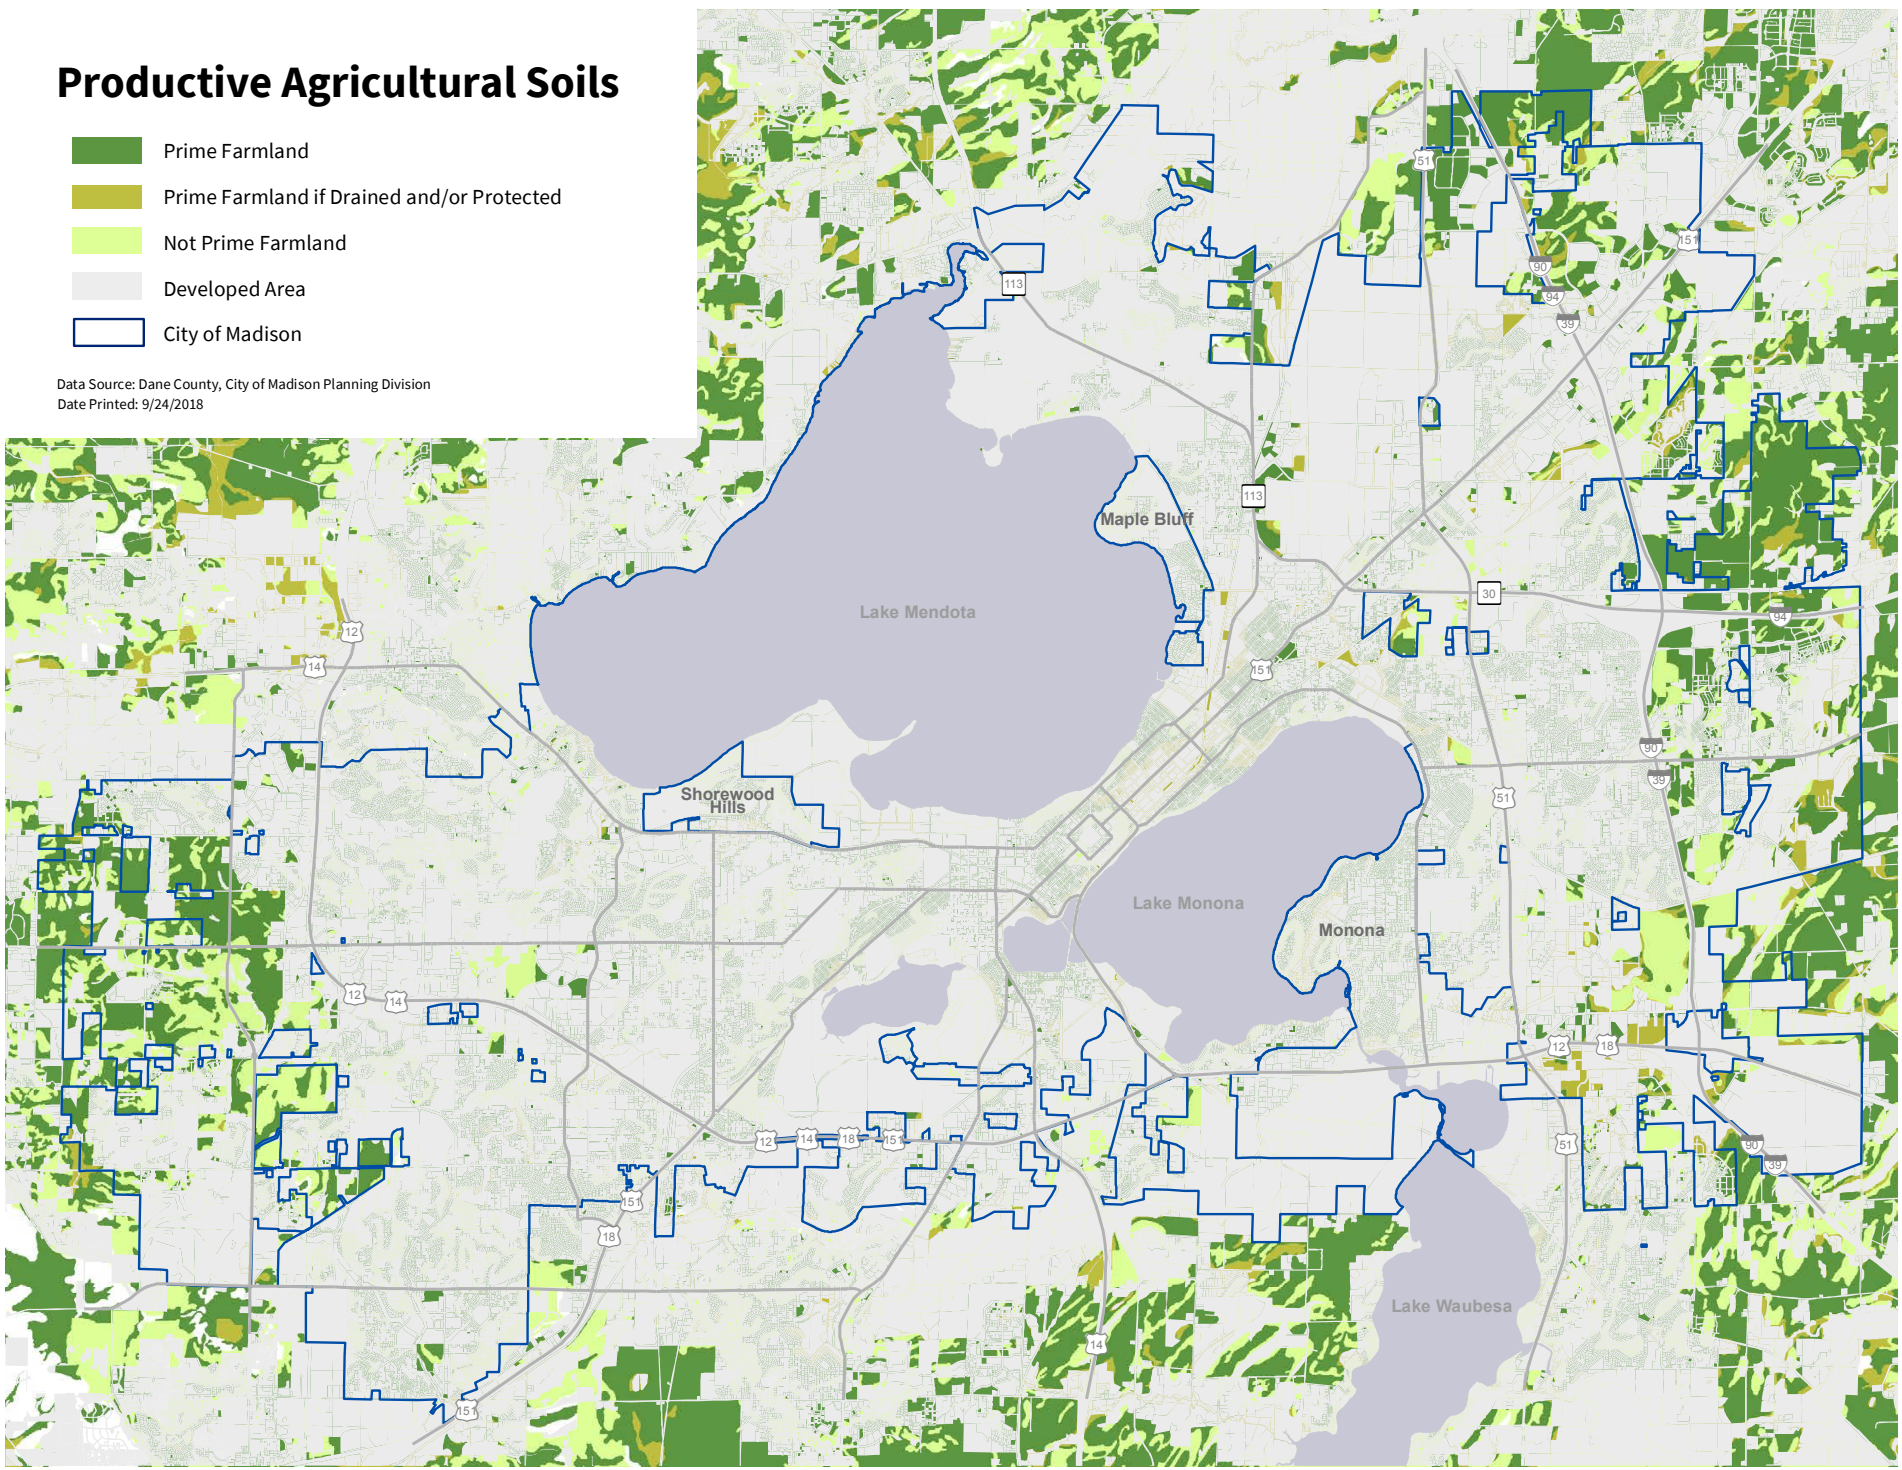 Productive Agricultural Soils
Prime Farmland
Prime Farmland if Drained and/or Protected
Not Prime Farmland
Developed Area
City of Madison
Data Source: Dane County, City of Madison Planning Division
Date Printed: 9/24/2018
51
151
90
94
39
113
113
Maple Bluff
30
Lake Mendota
12
14
94
151
90
39
51
Shorewood
Hills
Lake Monona
Monona
12
14
12
18
12
14
18
151
51
90
39
151
18
Lake Waubesa
14
151